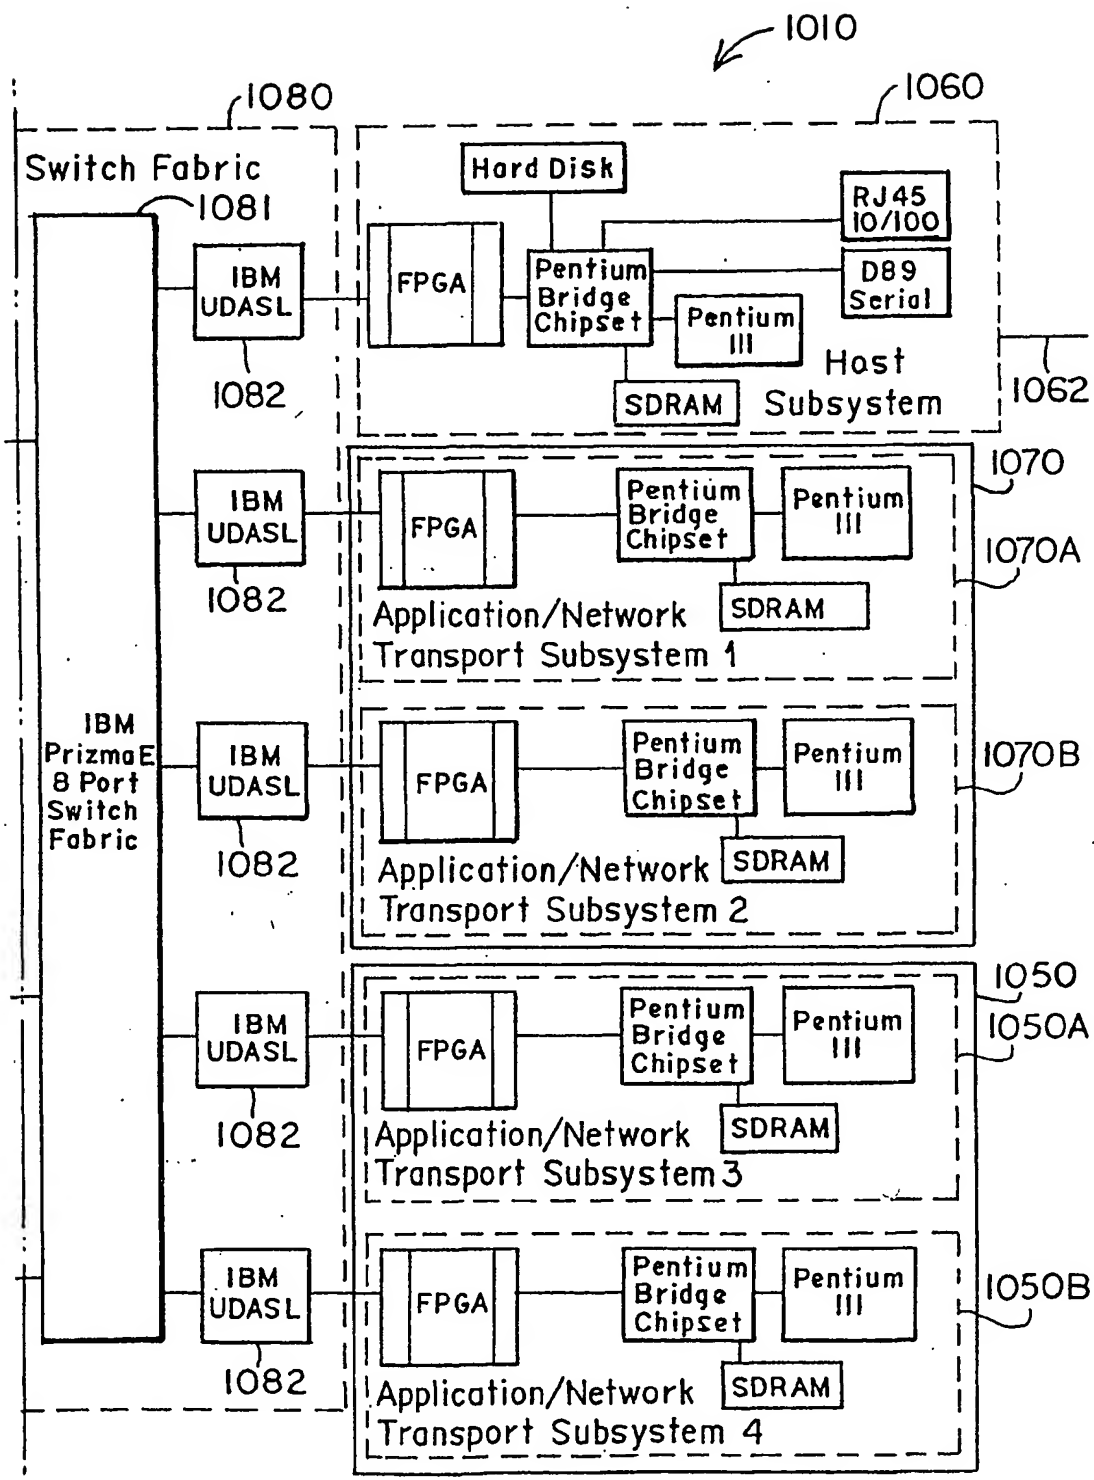 1010
1080
1060
Switch Fabric
1081
Hard Disk
RJ45
10/100
IBM
UDASL
FPGA
Pentium
Bridge
Chipset
D89
Serial
Pentium
III
1082
Host
Subsystem
SDRAM
1062
1070
IBM
UDASL
FPGA
Pentium
Bridge
Chipset
Pentium
III
1070A
1082
SDRAM
Application/Network
Transport Subsystem 1
IBM
PrizmaE
8 Port
Switch
Fabric
IBM
UDASL
FPGA
Pentium
Bridge
Chipset
Pentium
III
1070B
1082
SDRAM
Application/Network
Transport Subsystem 2
1050
IBM
UDASL
FPGA
Pentium
Bridge
Chipset
Pentium
III
1050A
1082
SDRAM
Application/Network
Transport Subsystem 3
IBM
UDASL
FPGA
Pentium
Bridge
Chipset
Pentium
III
1050B
1082
SDRAM
Application/Network
Transport Subsystem 4